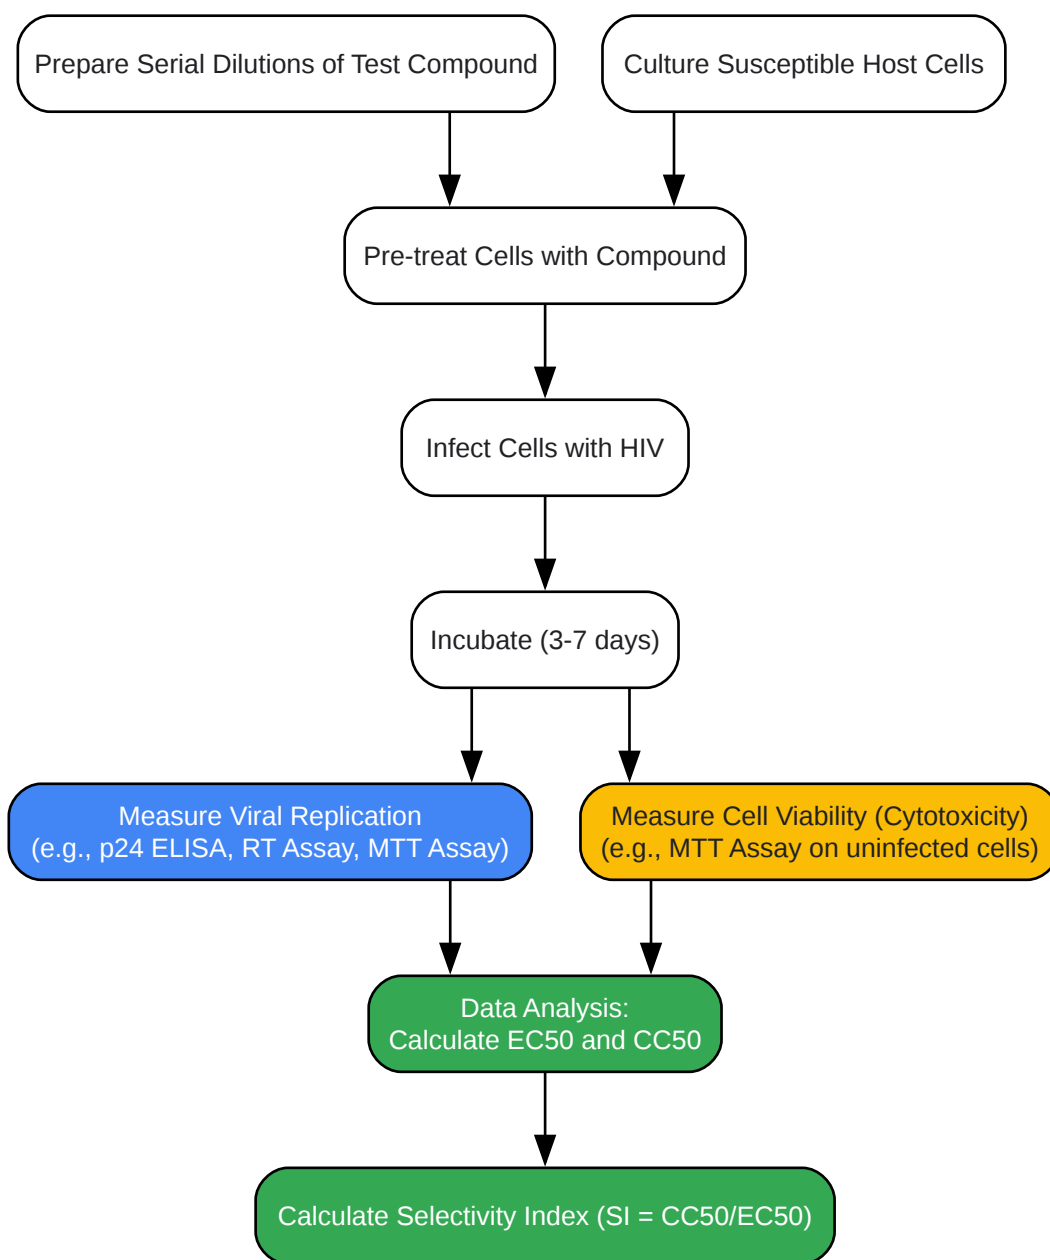 Prepare Serial Dilutions of Test Compound
Culture Susceptible Host Cells
Pre-treat Cells with Compound
Infect Cells with HIV
Incubate (3-7 days)
Measure Viral Replication
(e.g., p24 ELISA, RT Assay, MTT Assay)
Measure Cell Viability (Cytotoxicity)
(e.g., MTT Assay on uninfected cells)
Data Analysis:
Calculate EC50 and CC50
Calculate Selectivity Index (SI = CC50/EC50)